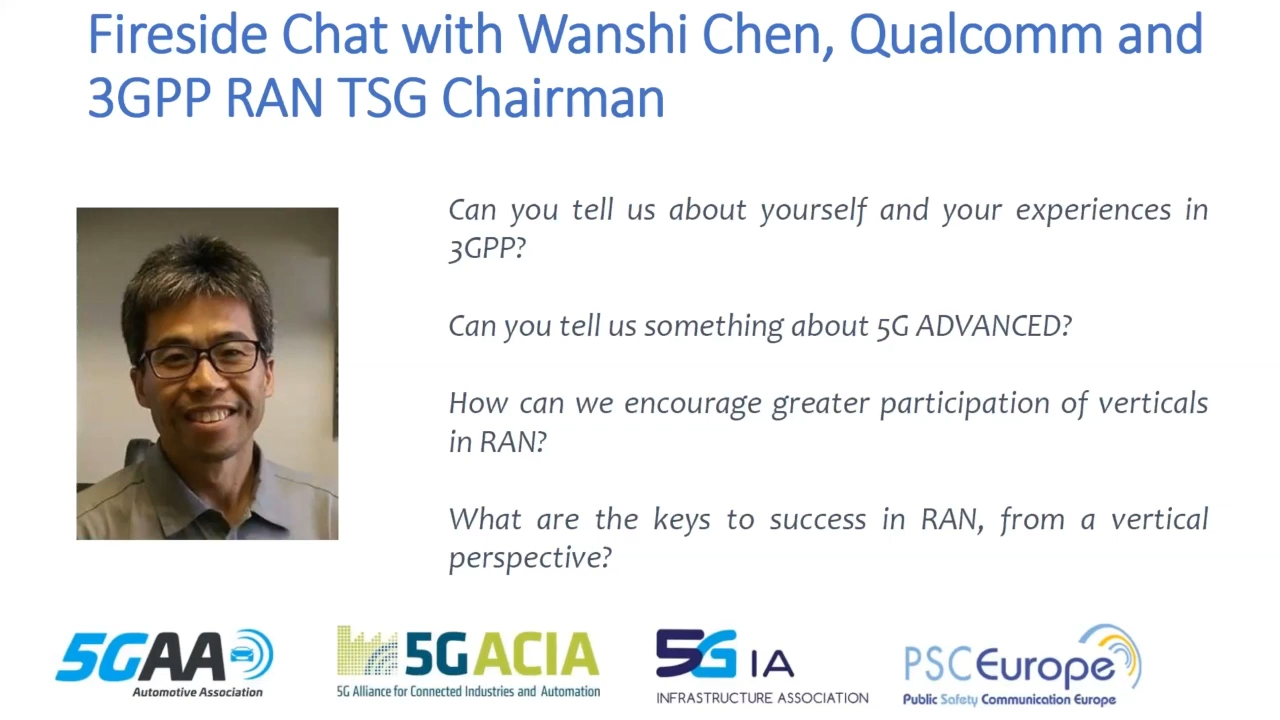 Fireside Chat with Wanshi Chen, Qualcomm and
3GPP RAN TSG Chairman
Can you tell us about yourself and your experiences in
3GPP?
Can you tell us something about 5G ADVANCED?
How can we encourage greater participation of verticals
in RAN?
What are the keys to success in RAN, from a vertical
perspective?
5GAA
Automotive Association
5G ACIA
5G Alliance for Connected Industries and Automation
5G IA
INFRASTRUCTURE ASSOCIATION
PSCEurope
Public Safety Communication Europe